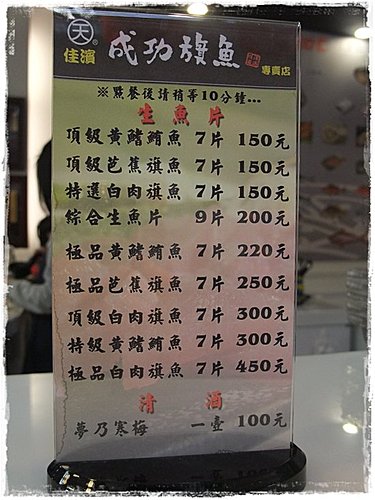 天
佳濱 成功旗魚 專賣店
※點餐後請稍等10分鐘...
生魚片
頂級黃鰭鮪魚 7片 150元
頂級芭蕉旗魚 7片 150元
特選白肉旗魚 7片 150元
綜合生魚片 9片 200元
極品黃鰭鮪魚 7片 220元
極品芭蕉旗魚 7片 250元
頂級白肉旗魚 7片 300元
特級黃鰭鮪魚 7片 300元
極品白肉旗魚 7片 450元
清 酒
夢乃寒梅 一壺 100元